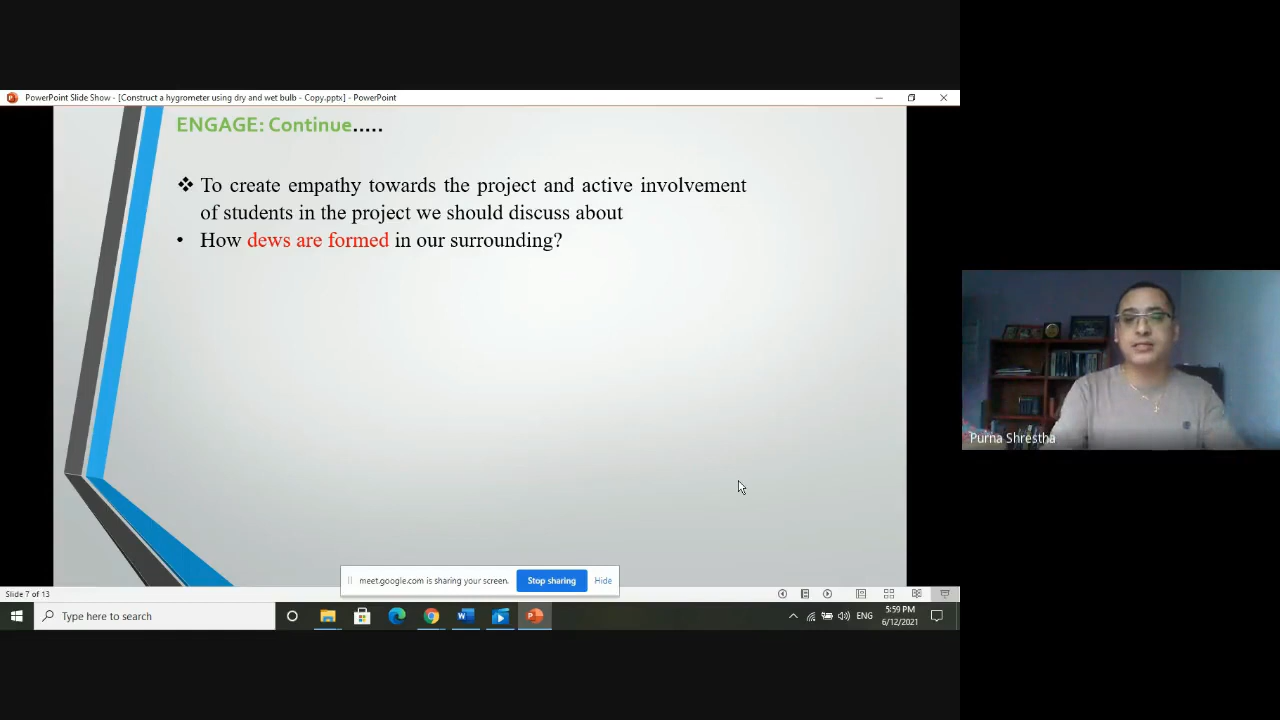 PowerPoint Slide Show - [Construct a hygrometer using dry and wet bulb - Copy.pptx] - PowerPoint
ENGAGE: Continue.....
❖ To create empathy towards the project and active involvement
of students in the project we should discuss about
• How dews are formed in our surrounding?
Purna Shrestha
meet.google.com is sharing your screen.
Stop sharing
Hide
Slide 7 of 13
Type here to search
ENG
5:59 PM
6/12/2021